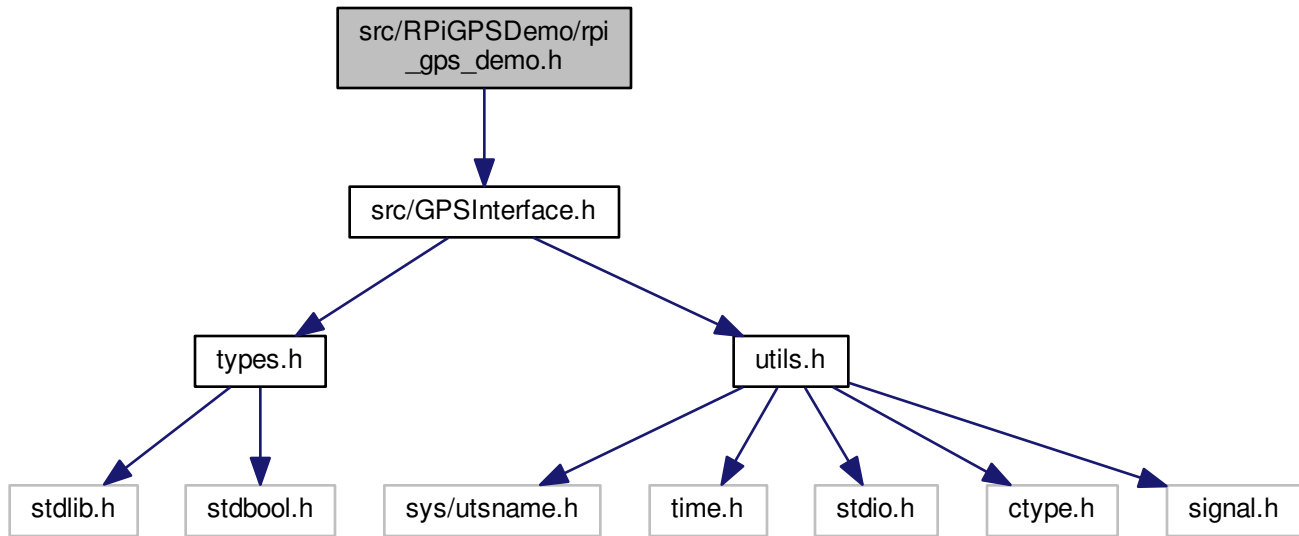 src/RPiGPSDemo/rpi
_gps_demo.h
src/GPSInterface.h
types.h
utils.h
stdlib.h
stdbool.h
sys/utsname.h
time.h
stdio.h
ctype.h
signal.h